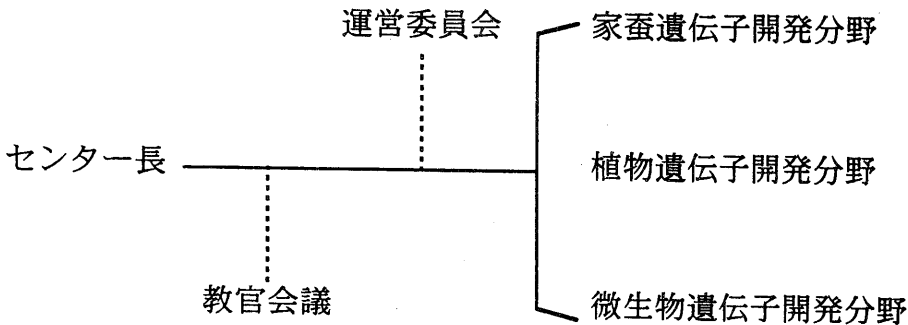 運営委員会
家蚕遺伝子開発分野
センター長
植物遺伝子開発分野
教官会議
微生物遺伝子開発分野